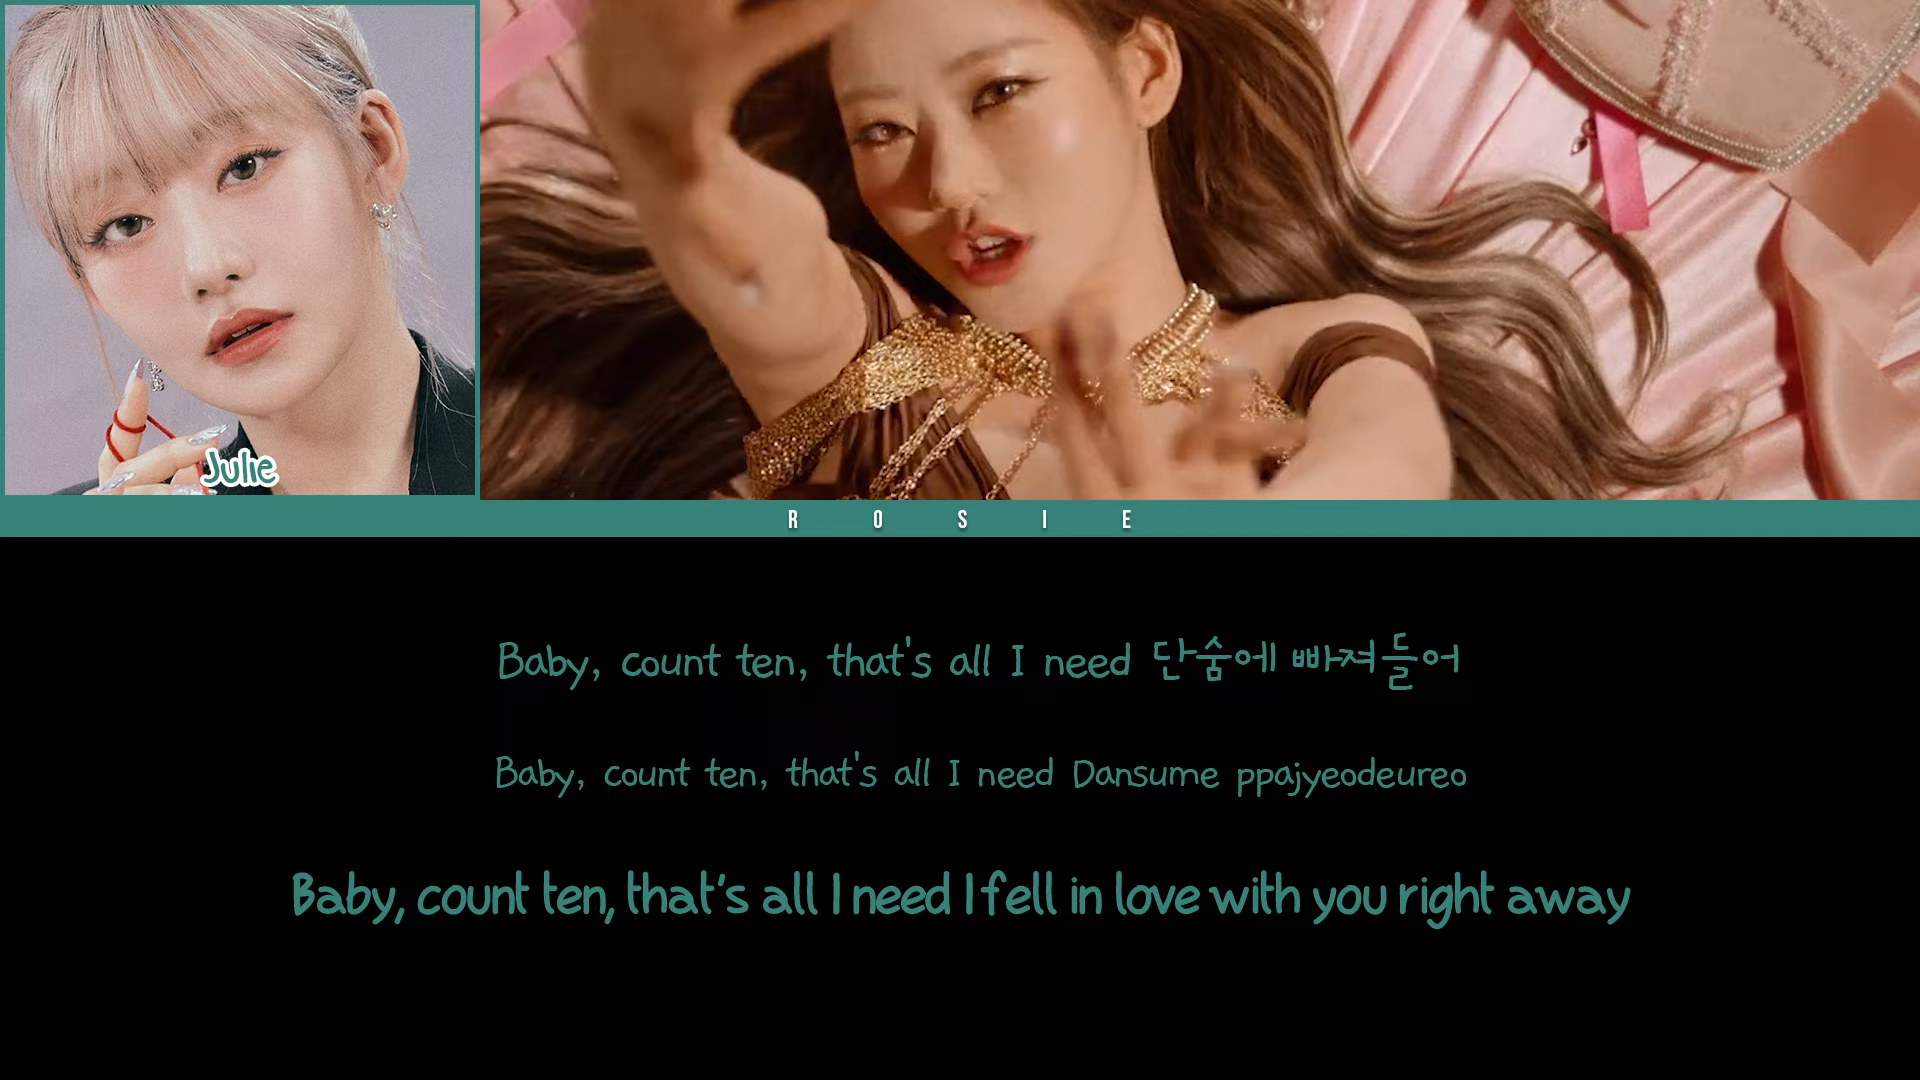 Julie
R O S I E
Baby, count ten, that's all I need 단숨에 빠져들어
Baby, count ten, that's all I need Dansume ppajyeodeureo
Baby, count ten, that's all I need I fell in love with you right away